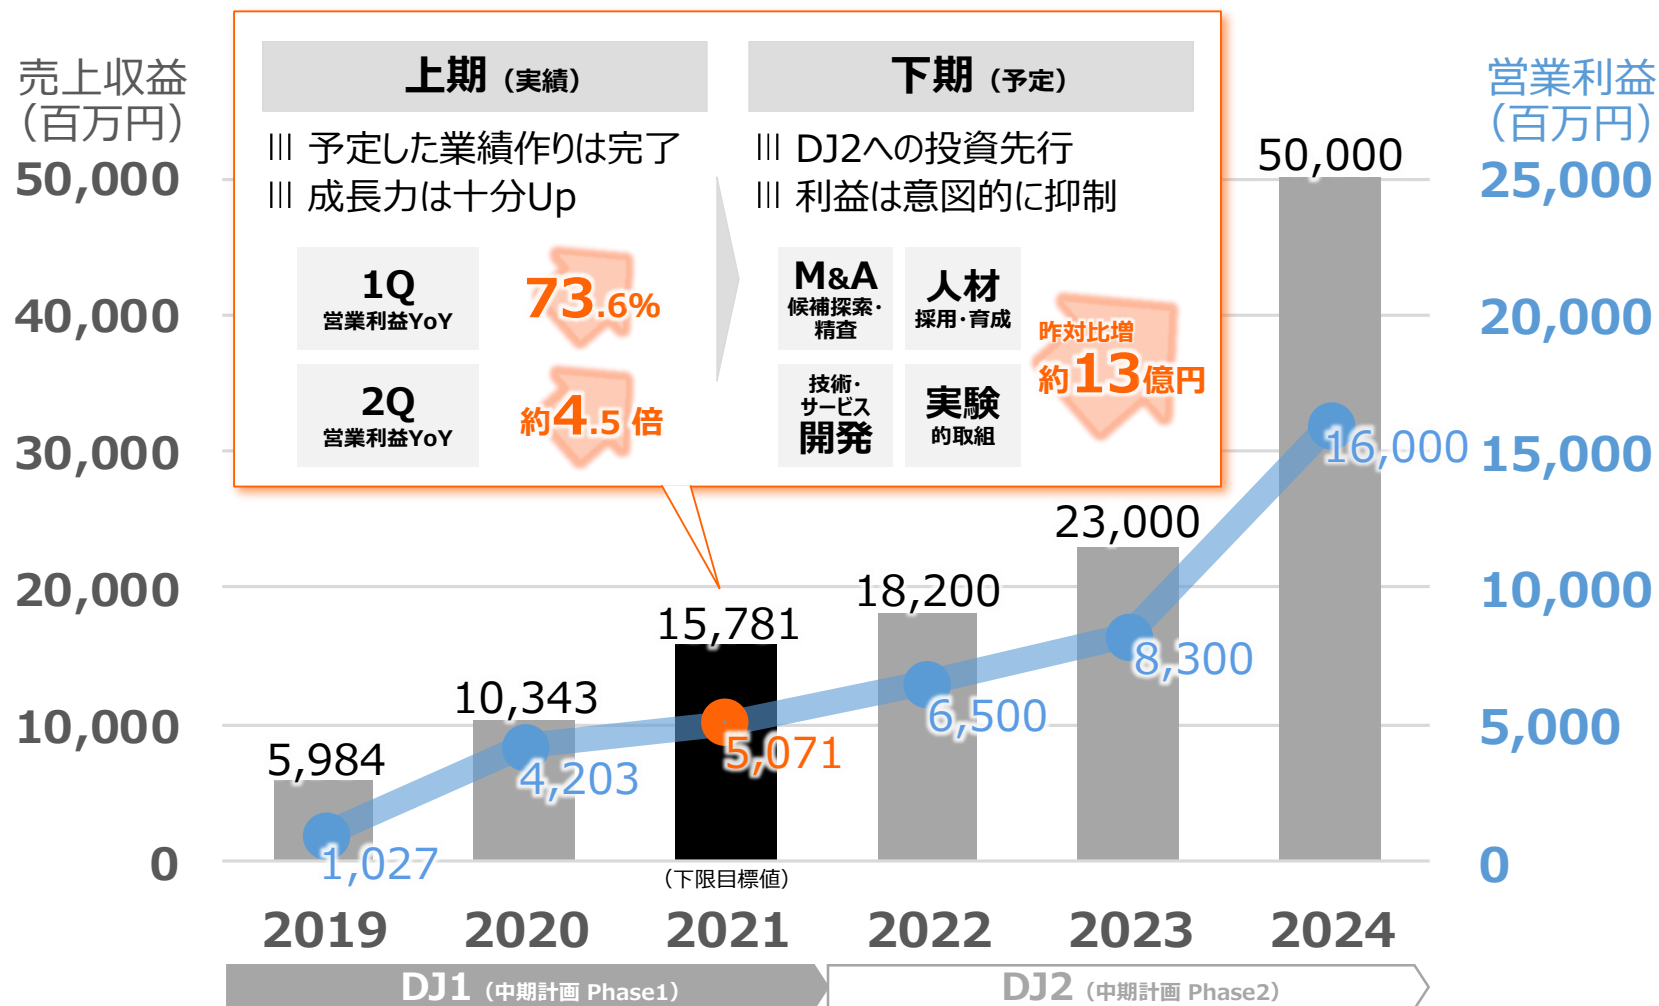 売上収益
（百万円）
50,000
40,000
30,000
20,000
10,000
0
上期（実績）
予定した業績作りは完了
成長力は十分Up
1Q
営業利益YoY
73.6%
2Q
営業利益YoY
約4.5 倍
下期（予定）
DJ2への投資先行
利益は意図的に抑制
M&A
候補探索・
精査
人材
採用・育成
技術・
サービス
開発
実験
的取組
昨対比増
約13億円
営業利益
（百万円）
25,000
20,000
15,000
10,000
5,000
0
5,984
10,343
15,781
18,200
23,000
50,000
1,027
4,203
5,071
6,500
8,300
16,000
（下限目標値）
2019
2020
2021
2022
2023
2024
DJ1（中期計画 Phase1）
DJ2（中期計画 Phase2）